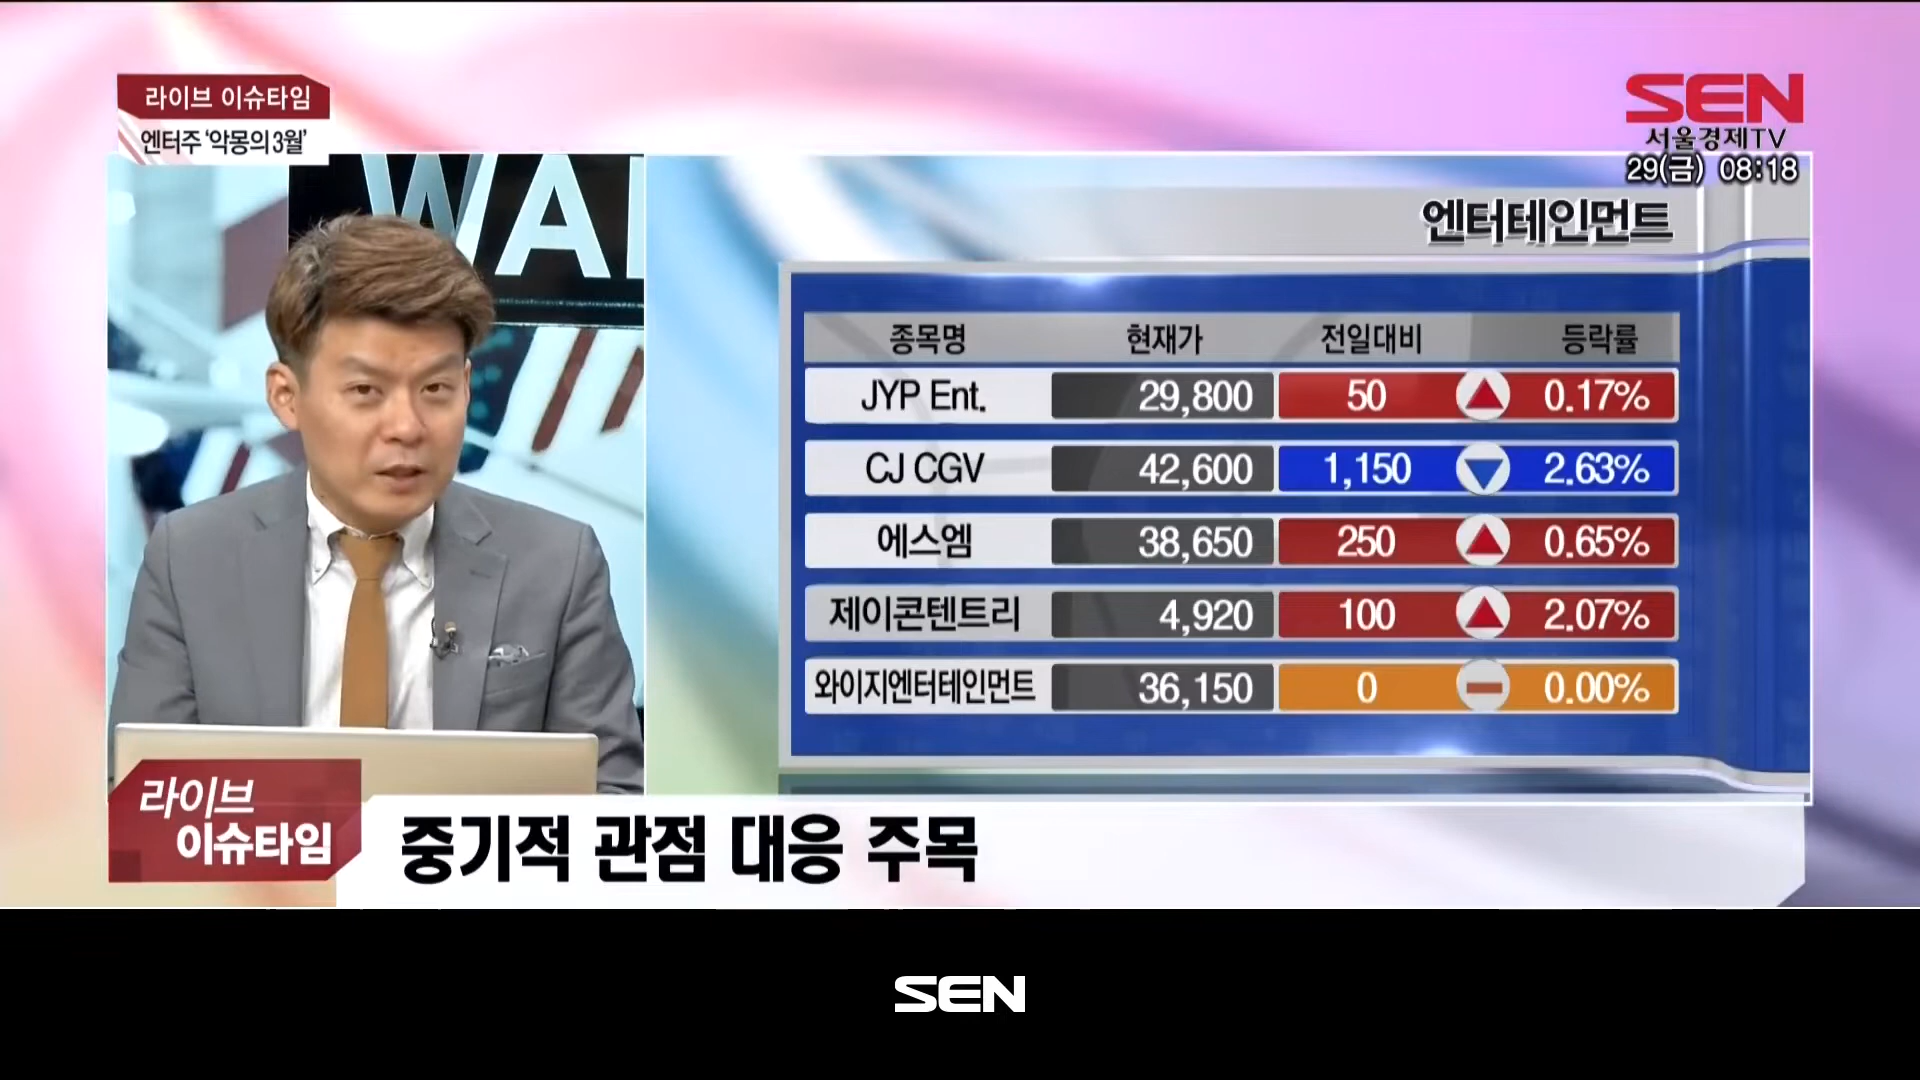 라이브 이슈타임
엔터주 ‘악몽의 3월’
SEN
서울경제TV
29(금) 08:18
WAL
엔터테인먼트
종목명 현재가 전일대비 등락률
JYP Ent. 29,800 50 ▲ 0.17%
CJ CGV 42,600 1,150 ▼ 2.63%
에스엠 38,650 250 ▲ 0.65%
제이콘텐트리 4,920 100 ▲ 2.07%
와이지엔터테인먼트 36,150 0 0.00%
라이브
이슈타임
중기적 관점 대응 주목
SEN